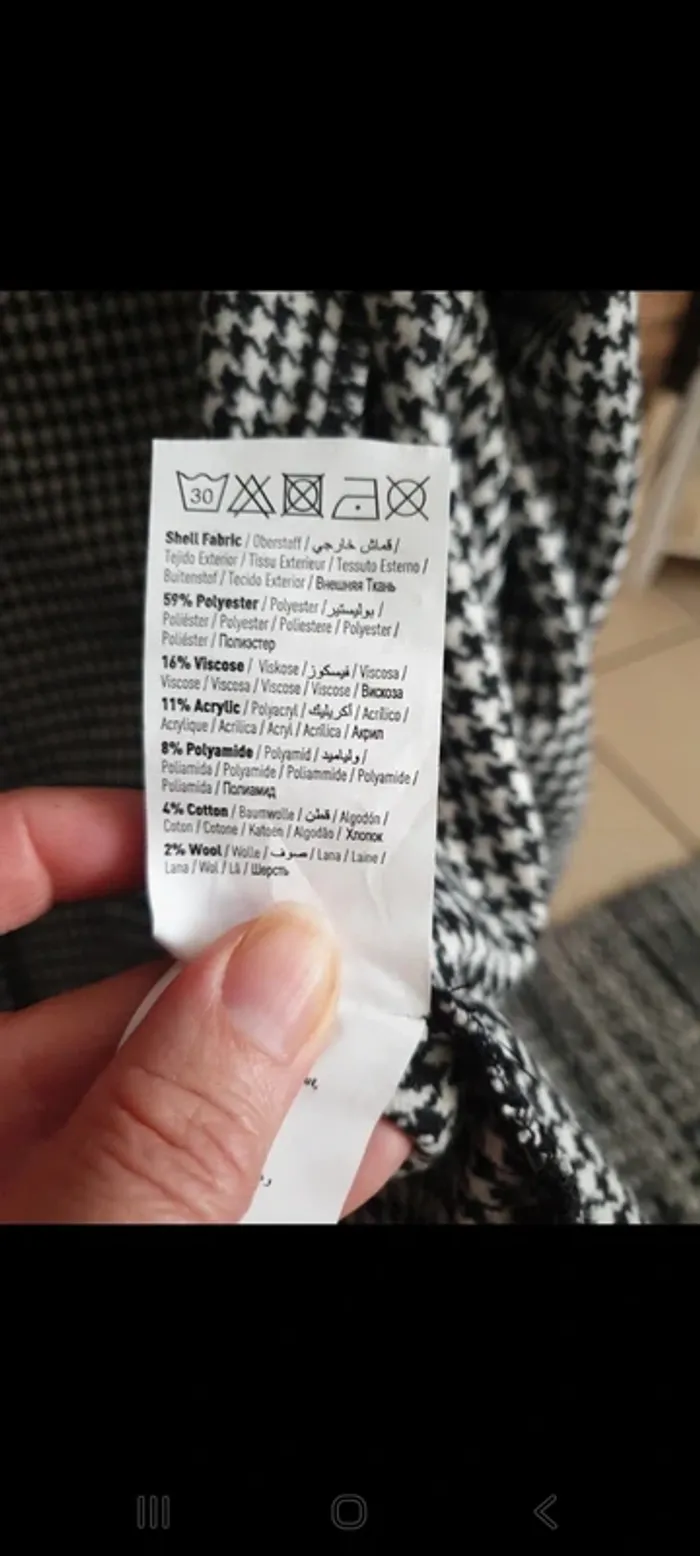 30
Shell Fabric / Oberstoff / قماش خارجي /
Tejido Exterior / Tissu Exterieur / Tessuto Esterno /
Buitenstof / Tecido Exterior / Внешняя Ткань
59% Polyester / Polyester / بوليستير /
Poliéster / Polyester / Poliestere / Polyester /
Poliéster / Полиэстер
16% Viscose / Viskose / فيسكوز / Viscosa /
Viscose / Viscosa / Viscose / Viscose / Вискоза
11% Acrylic / Polyacryl / أكريليك / Acrílico /
Acrylique / Acrilica / Acryl / Acrílica / Акрил
8% Polyamide / Polyamid / ولياميد /
Poliamida / Polyamide / Poliammide / Polyamide /
Poliamida / Полиамид
4% Cotton / Baumwolle / قطن / Algodón /
Coton / Cotone / Katoen / Algodão / Хлопок
2% Wool / Wolle / صوف / Lana / Laine /
Lana / Wol / Lã / Шерсть